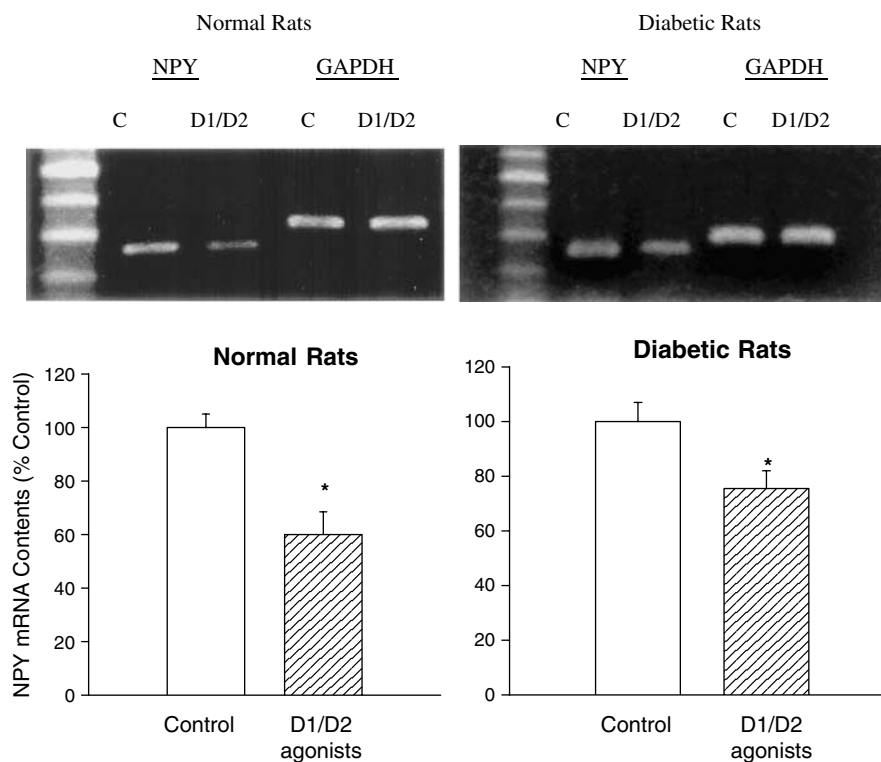 Normal Rats Diabetic Rats
NPY GAPDH NPY GAPDH
C D1/D2 C D1/D2 C D1/D2 C D1/D2
Normal Rats
NPY mRNA Contents (% Control)
120
100
80
60
40
20
0
*
Control D1/D2
agonists
Diabetic Rats
120
100
80
60
40
20
0
*
Control D1/D2
agonists